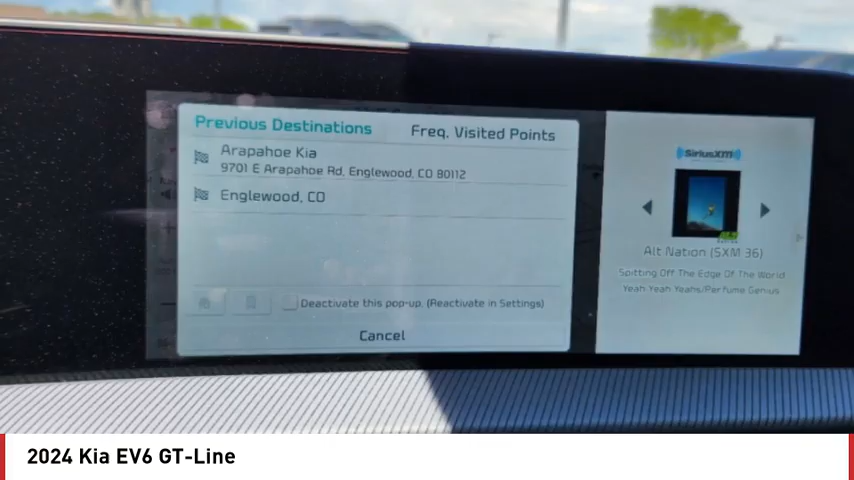 Previous Destinations
Freq. Visited Points
Arapahoe Kia
9701 E Arapahoe Rd, Englewood, CO 80112
Englewood, CO
Deactivate this pop-up. (Reactivate in Settings)
Cancel
SiriusXM
Alt Nation (SXM 36)
Spitting Off The Edge Of The World
Yeah Yeah Yeahs/Perfume Genius
2024 Kia EV6 GT-Line